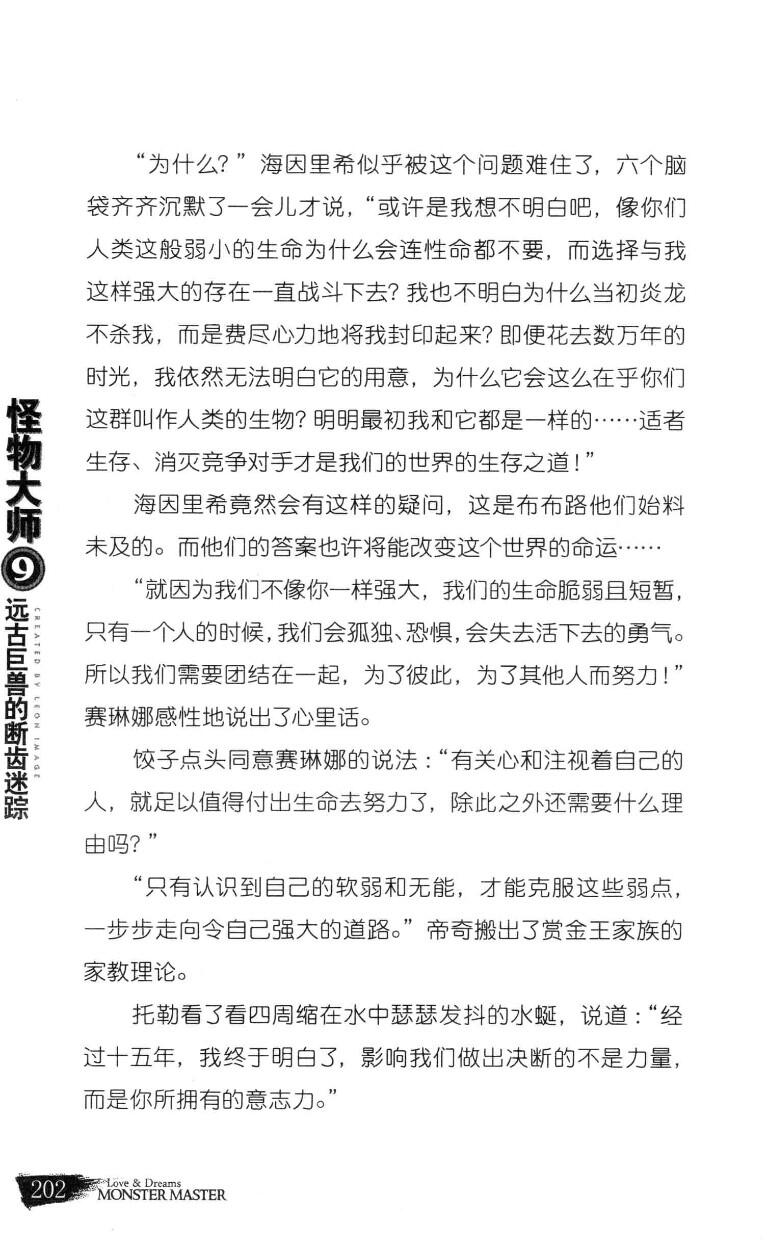 “为什么？”海因里希似乎被这个问题难住了，六个脑
袋齐齐沉默了一会儿才说，“或许是我想不明白吧，像你们
人类这般弱小的生命为什么会连性命都不要，而选择与我
这样强大的存在一直战斗下去？我也不明白为什么当初炎龙
不杀我，而是费尽心力地将我封印起来？即便花去数万年的
时光，我依然无法明白它的用意，为什么它会这么在乎你们
这群叫作人类的生物？明明最初我和它都是一样的……适者
生存、消灭竞争对手才是我们的世界的生存之道！”
海因里希竟然会有这样的疑问，这是布布路他们始料
未及的。而他们的答案也许将能改变这个世界的命运……
“就因为我们不像你一样强大，我们的生命脆弱且短暂，
只有一个人的时候，我们会孤独、恐惧，会失去活下去的勇气。
所以我们需要团结在一起，为了彼此，为了其他人而努力！”
赛琳娜感性地说出了心里话。
饺子点头同意赛琳娜的说法：“有关心和注视着自己的
人，就足以值得付出生命去努力了，除此之外还需要什么理
由吗？”
“只有认识到自己的软弱和无能，才能克服这些弱点，
一步步走向令自己强大的道路。”帝奇搬出了赏金王家族的
家教理论。
托勒看了看四周缩在水中瑟瑟发抖的水蜒，说道：“经
过十五年，我终于明白了，影响我们做出决断的不是力量，
而是你所拥有的意志力。”
怪物大师
9
远古巨兽的断齿迷踪
CREATED BY LEON IMAGE
202
Love & Dreams
MONSTER MASTER